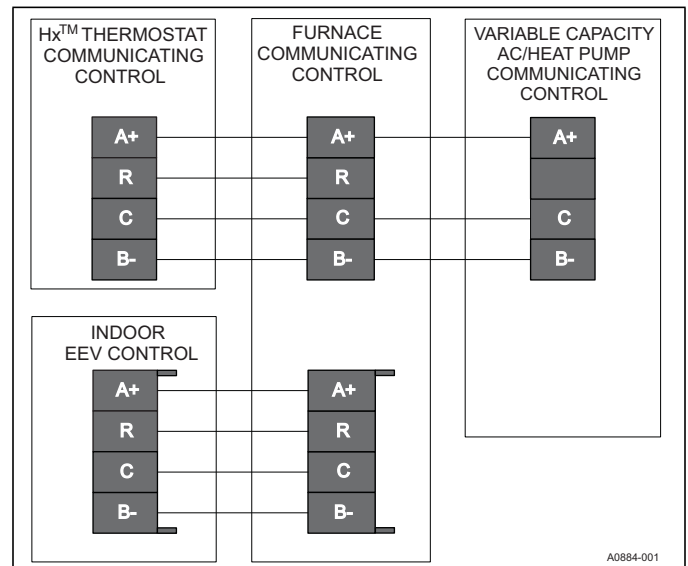 Hx™ THERMOSTAT
COMMUNICATING
CONTROL
A+
R
C
B-
FURNACE
COMMUNICATING
CONTROL
A+
R
C
B-
VARIABLE CAPACITY
AC/HEAT PUMP
COMMUNICATING
CONTROL
A+
C
B-
INDOOR
EEV CONTROL
A+
R
C
B-
A+
R
C
B-
A0884-001